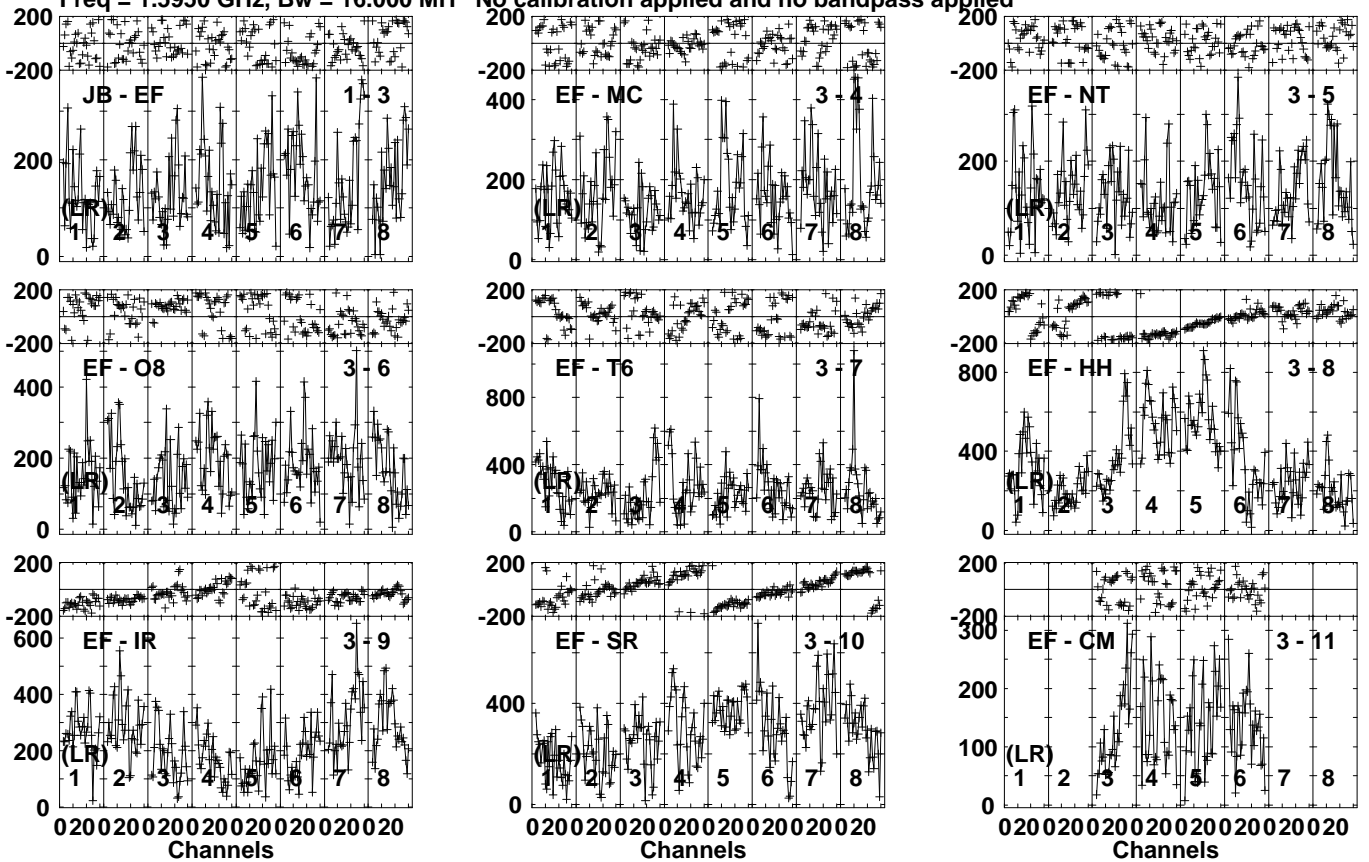 Freq = 1.5950 GHz, Bw = 16.000 MH No calibration applied and no bandpass applied
200 200 200
-200 -200 -200
JB - EF 1 - 3 EF - MC 3 - 4 EF - NT 3 - 5
400
200 200 200
(LR) (LR) (LR)
1 2 3 4 5 6 7 8 1 2 3 4 5 6 7 8 1 2 3 4 5 6 7 8
0 0 0
200 200 200
-200 -200 -200
EF - O8 3 - 6 EF - T6 3 - 7 EF - HH 3 - 8
400 800 800
200 400 400
(LR) (LR) (LR)
1 2 3 4 5 6 7 8 1 2 3 4 5 6 7 8 1 2 3 4 5 6 7 8
0 0 0
200 200 200
-200 -200 -200
EF - IR 3 - 9 EF - SR 3 - 10 EF - CM 3 - 11
600 300
400 400 200
200 100
(LR) (LR) (LR)
1 2 3 4 5 6 7 8 1 2 3 4 5 6 7 8 1 2 3 4 5 6 7 8
0 0 0
0 20 0 20 0 20 0 20 0 20 0 20 0 20 0 20 0 20 0 20 0 20 0 20 0 20 0 20 0 20 0 20 0 20 0 20 0 20 0 20 0 20 0 20 0 20 0 20
Channels Channels Channels